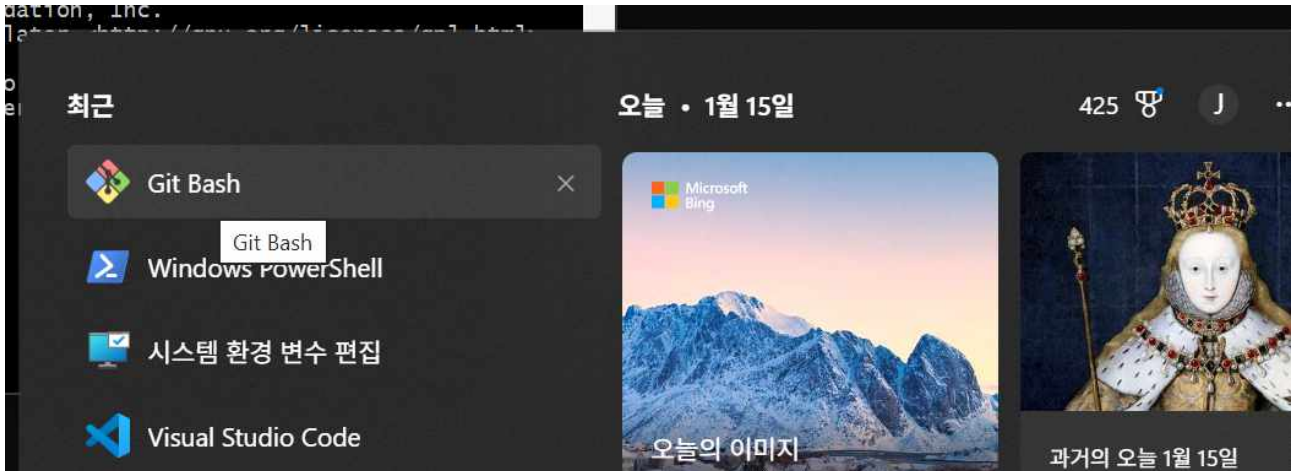 dation, Inc.
최근
오늘 • 1월 15일
425
J
Git Bash
Git Bash
Windows PowerShell
시스템 환경 변수 편집
Visual Studio Code
Microsoft
Bing
오늘의 이미지
과거의 오늘 1월 15일